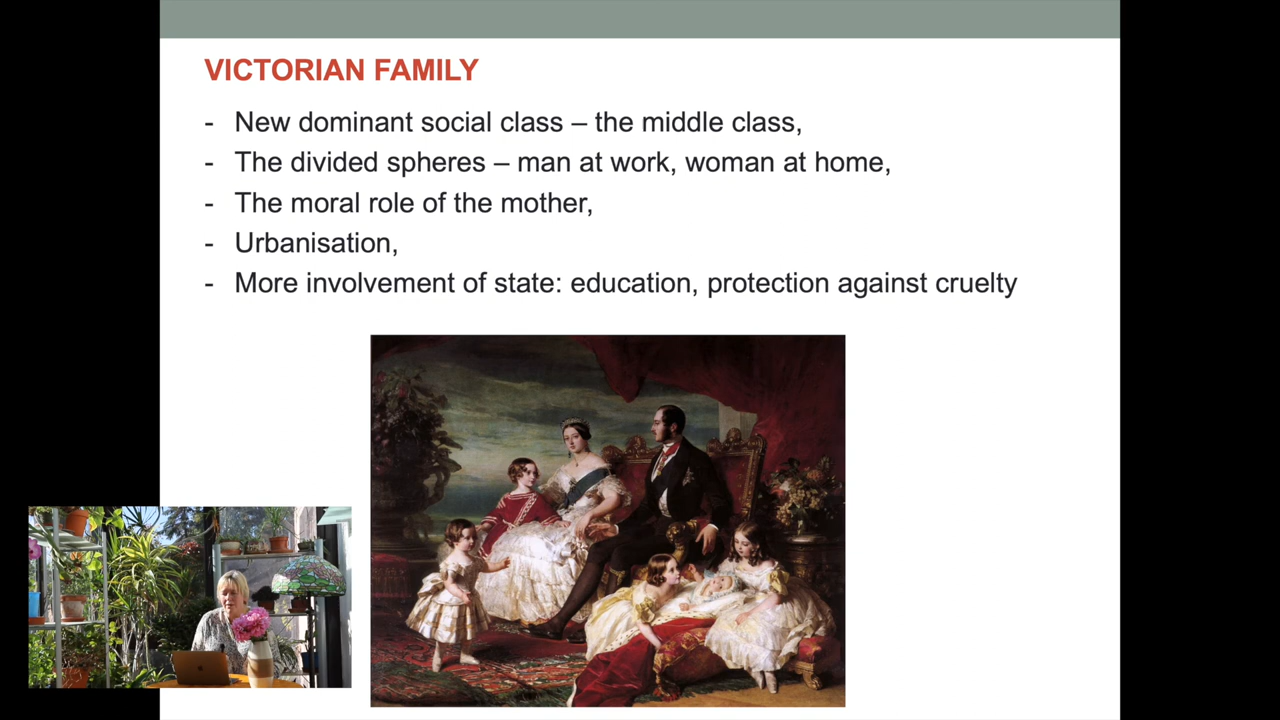 VICTORIAN FAMILY
- New dominant social class – the middle class,
- The divided spheres – man at work, woman at home,
- The moral role of the mother,
- Urbanisation,
- More involvement of state: education, protection against cruelty